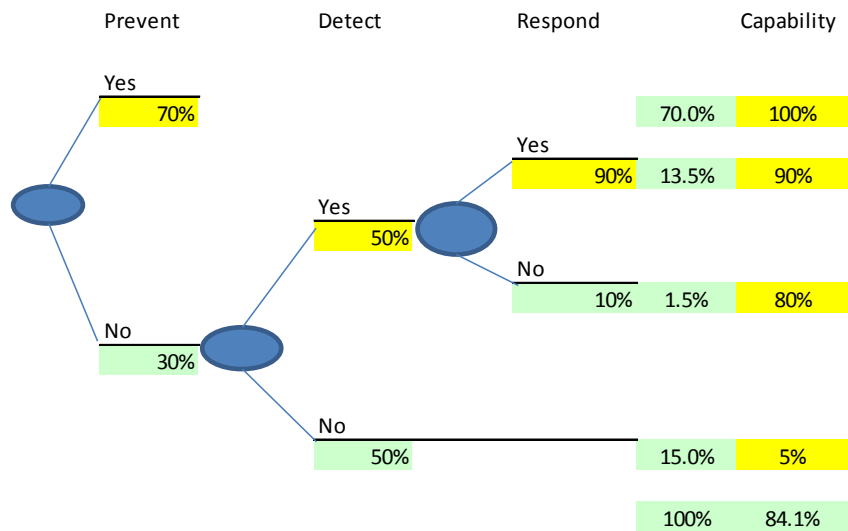 Prevent Detect Respond Capability
Yes
70% 70.0% 100%
Yes
90% 13.5% 90%
Yes
50%
No
10% 1.5% 80%
No
30%
No
50% 15.0% 5%
100% 84.1%